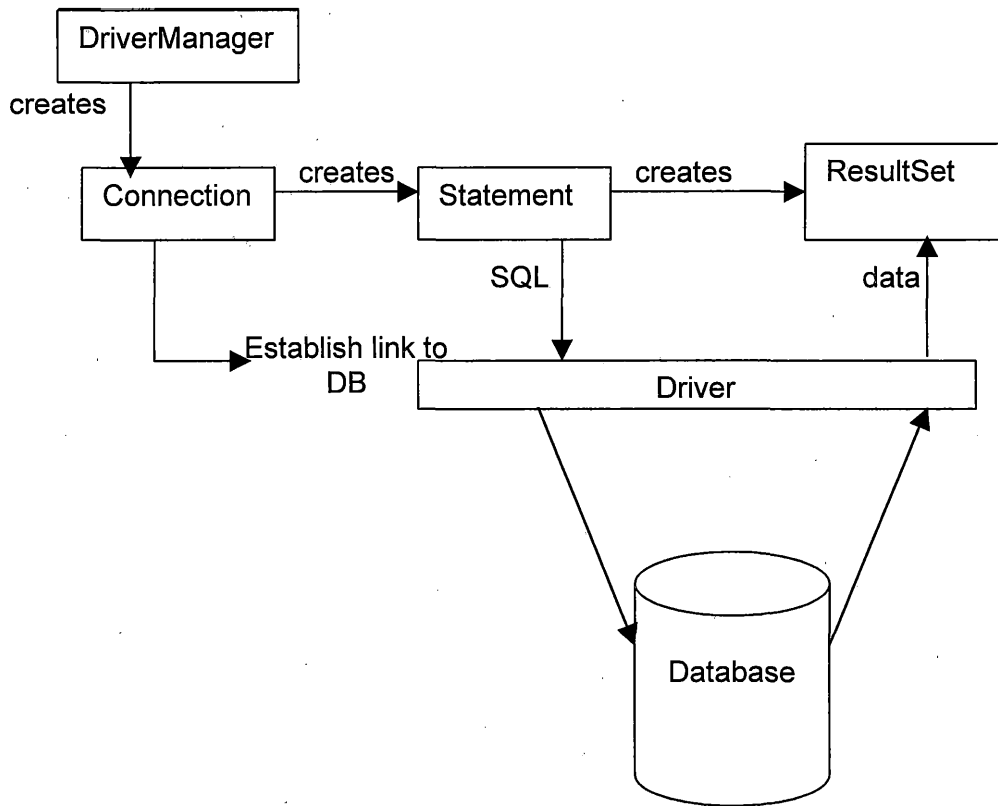 DriverManager
creates
Connection
creates
Statement
creates
ResultSet
SQL
data
Establish link to
DB
Driver
Database